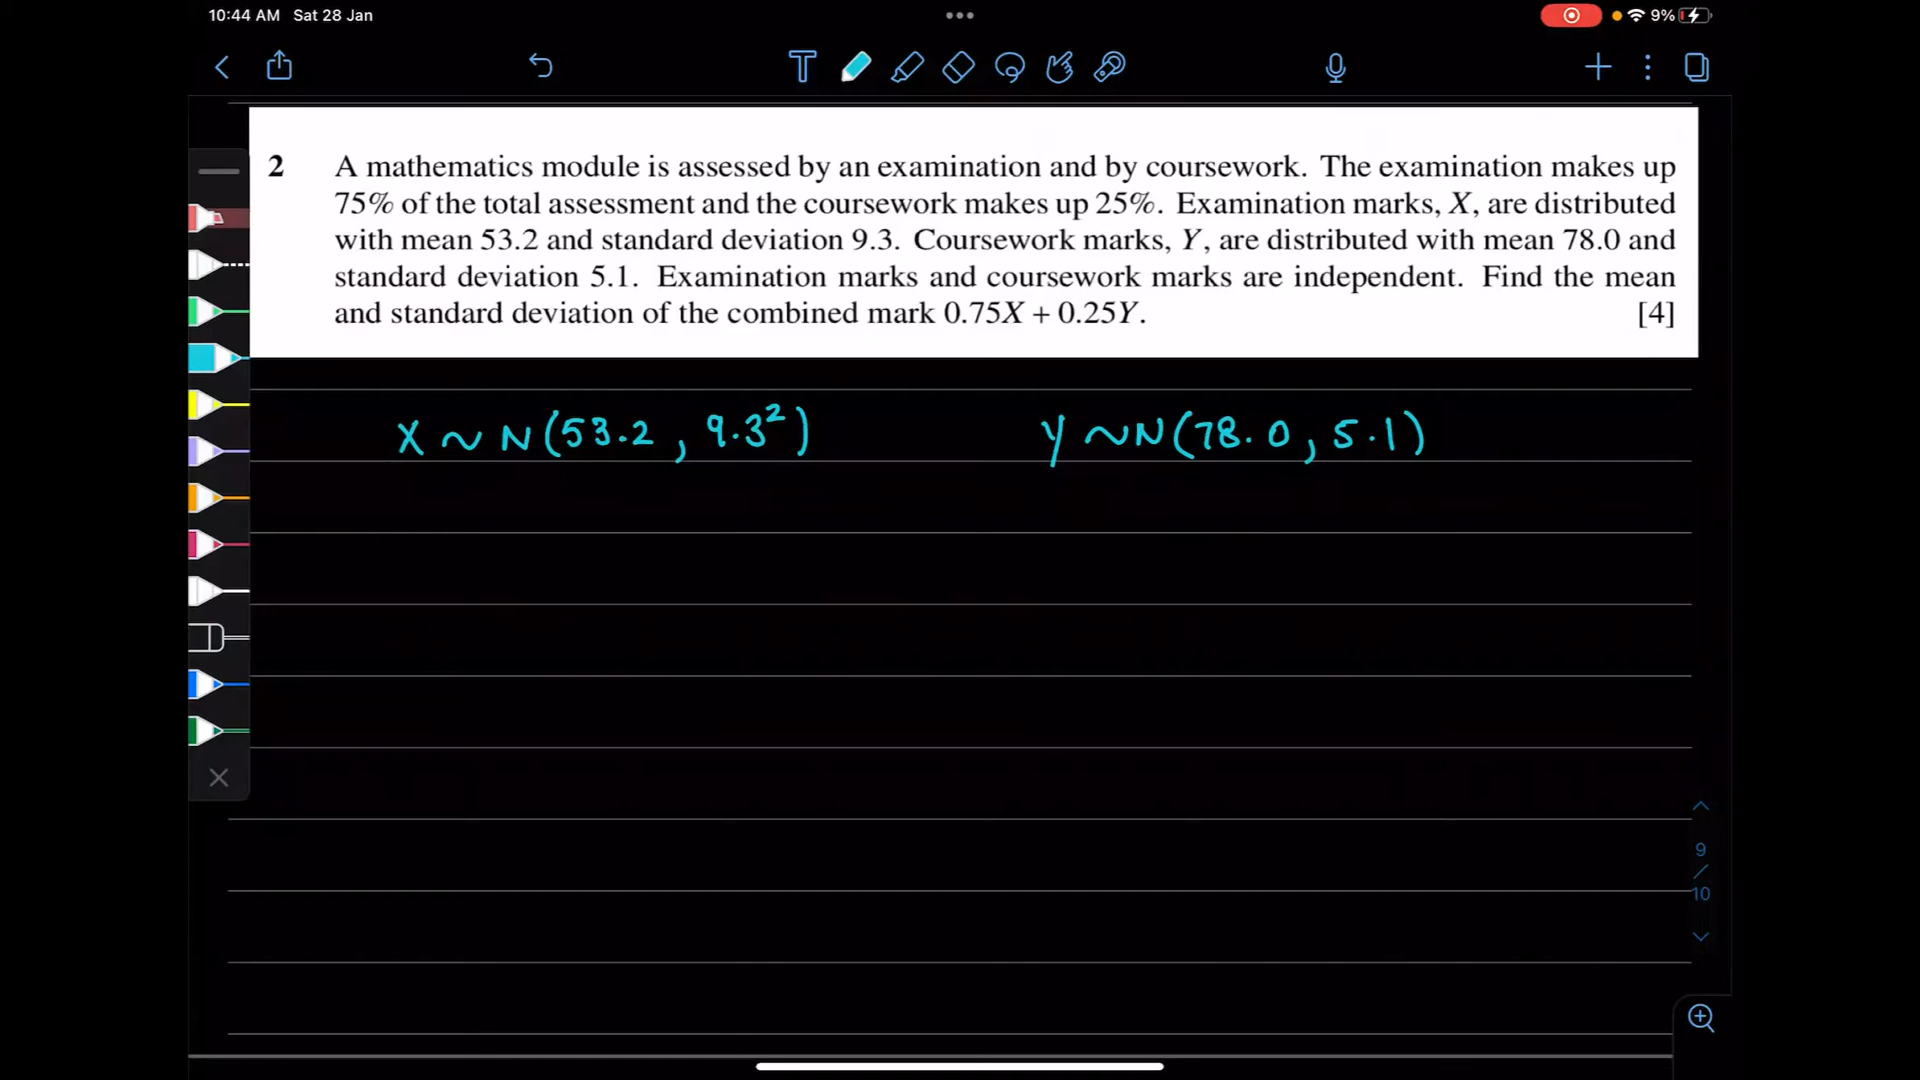 10:44 AM Sat 28 Jan
9%
2 A mathematics module is assessed by an examination and by coursework. The examination makes up
75% of the total assessment and the coursework makes up 25%. Examination marks, X, are distributed
with mean 53.2 and standard deviation 9.3. Coursework marks, Y, are distributed with mean 78.0 and
standard deviation 5.1. Examination marks and coursework marks are independent. Find the mean
and standard deviation of the combined mark 0.75X + 0.25Y. [4]
X ~ N(53.2, 9.3²) Y ~ N(78.0, 5.1)
9
/
10